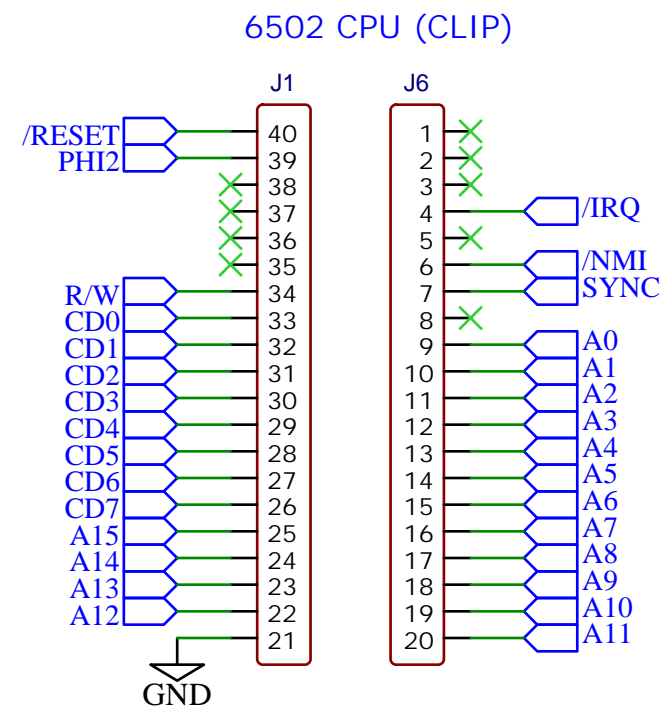 6502 CPU (CLIP)
J1
/RESET 40
PHI2 39
38
37
36
35
R/W 34
CD0 33
CD1 32
CD2 31
CD3 30
CD4 29
CD5 28
CD6 27
CD7 26
A15 25
A14 24
A13 23
A12 22
21
GND
J6
1
2
3
4 /IRQ
5
6 /NMI
7 SYNC
8
9 A0
10 A1
11 A2
12 A3
13 A4
14 A5
15 A6
16 A7
17 A8
18 A9
19 A10
20 A11